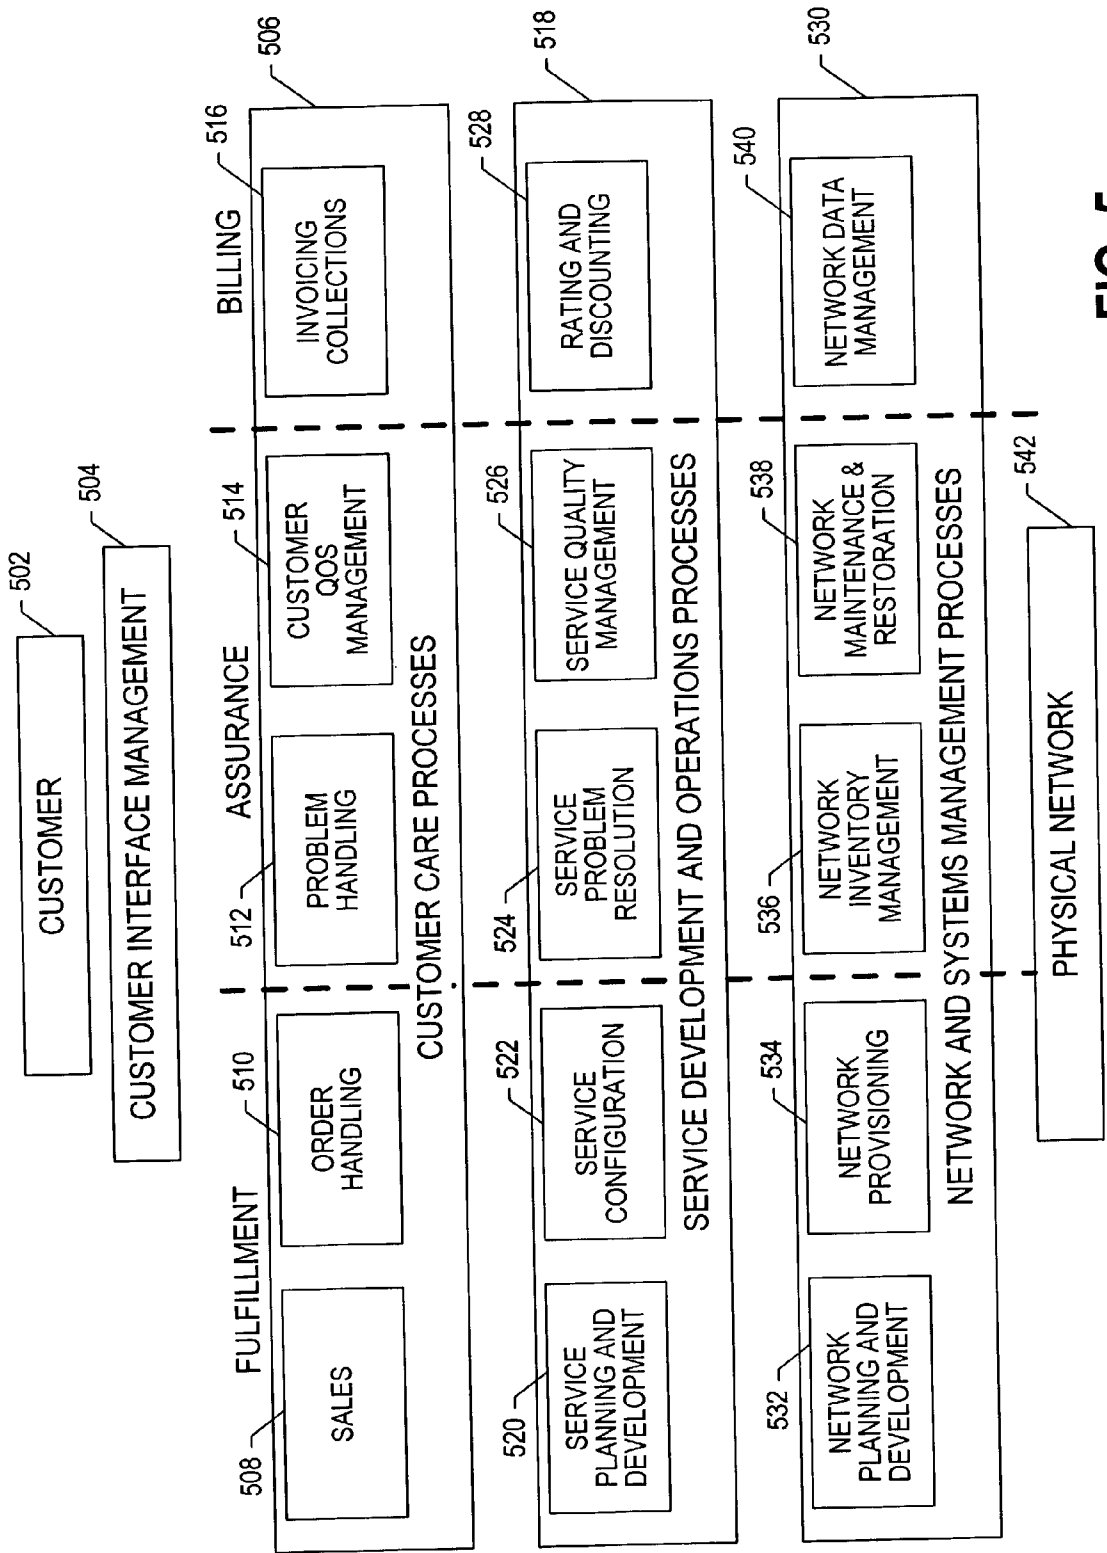 502
CUSTOMER
504
CUSTOMER INTERFACE MANAGEMENT
FULFILLMENT
ASSURANCE
BILLING
506
508
SALES
510
ORDER
HANDLING
512
PROBLEM
HANDLING
514
CUSTOMER
QOS
MANAGEMENT
516
INVOICING
COLLECTIONS
CUSTOMER CARE PROCESSES
518
520
SERVICE
PLANNING AND
DEVELOPMENT
522
SERVICE
CONFIGURATION
524
SERVICE
PROBLEM
RESOLUTION
526
SERVICE QUALITY
MANAGEMENT
528
RATING AND
DISCOUNTING
SERVICE DEVELOPMENT AND OPERATIONS PROCESSES
530
532
NETWORK
PLANNING AND
DEVELOPMENT
534
NETWORK
PROVISIONING
536
NETWORK
INVENTORY
MANAGEMENT
538
NETWORK
MAINTENANCE &
RESTORATION
540
NETWORK DATA
MANAGEMENT
NETWORK AND SYSTEMS MANAGEMENT PROCESSES
542
PHYSICAL NETWORK